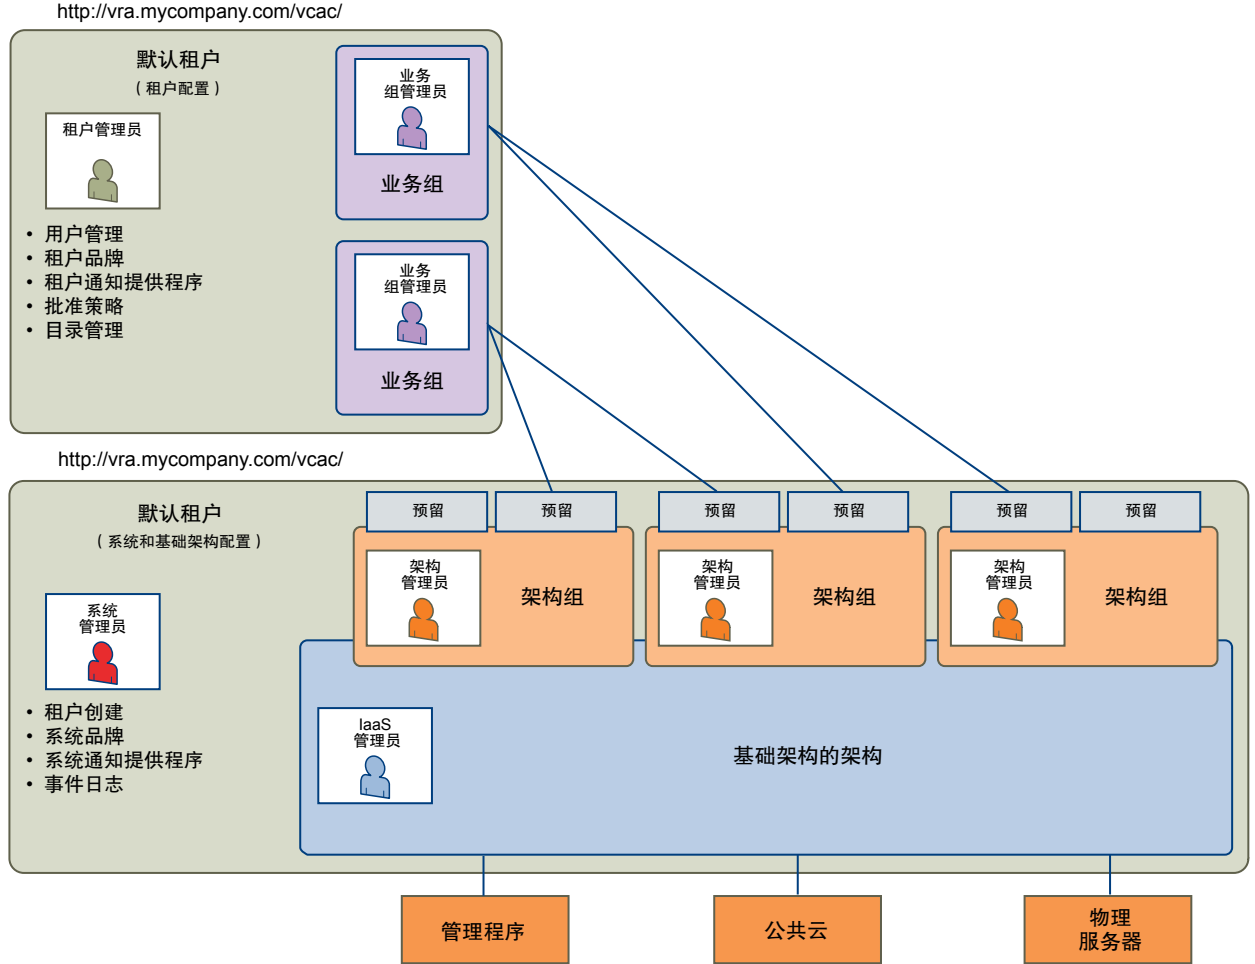 http://vra.mycompany.com/vcac/
默认租户
(租户配置)
租户管理员
• 用户管理
• 租户品牌
• 租户通知提供程序
• 批准策略
• 目录管理
业务
组管理员
业务组
业务
组管理员
业务组
http://vra.mycompany.com/vcac/
默认租户
(系统和基础架构配置)
系统
管理员
• 租户创建
• 系统品牌
• 系统通知提供程序
• 事件日志
预留
预留
架构
管理员
架构组
预留
预留
架构
管理员
架构组
预留
预留
架构
管理员
架构组
IaaS
管理员
基础架构的架构
管理程序
公共云
物理
服务器